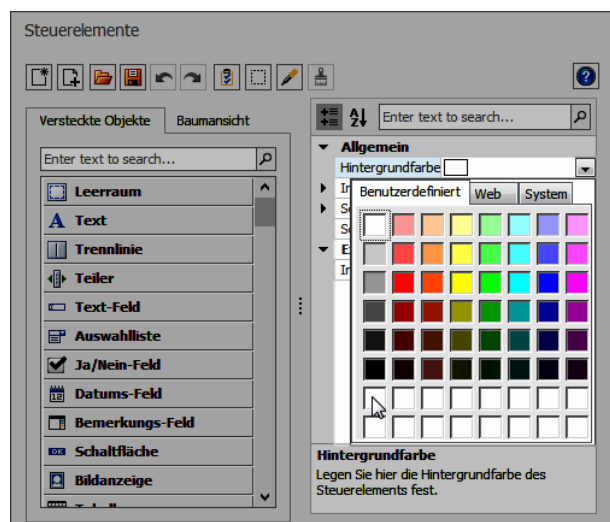 Steuerelemente
Versteckte Objekte
Baumansicht
Enter text to search...
Leerraum
A Text
Trennlinie
Teiler
Text-Feld
Auswahlliste
Ja/Nein-Feld
12 Datums-Feld
Bemerkungs-Feld
OK Schaltfläche
Bildanzeige
?
A Z
Enter text to search...
Allgemein
Hintergrundfarbe
Benutzerdefiniert
Web
System
Hintergrundfarbe
Legen Sie hier die Hintergrundfarbe des
Steuerelements fest.